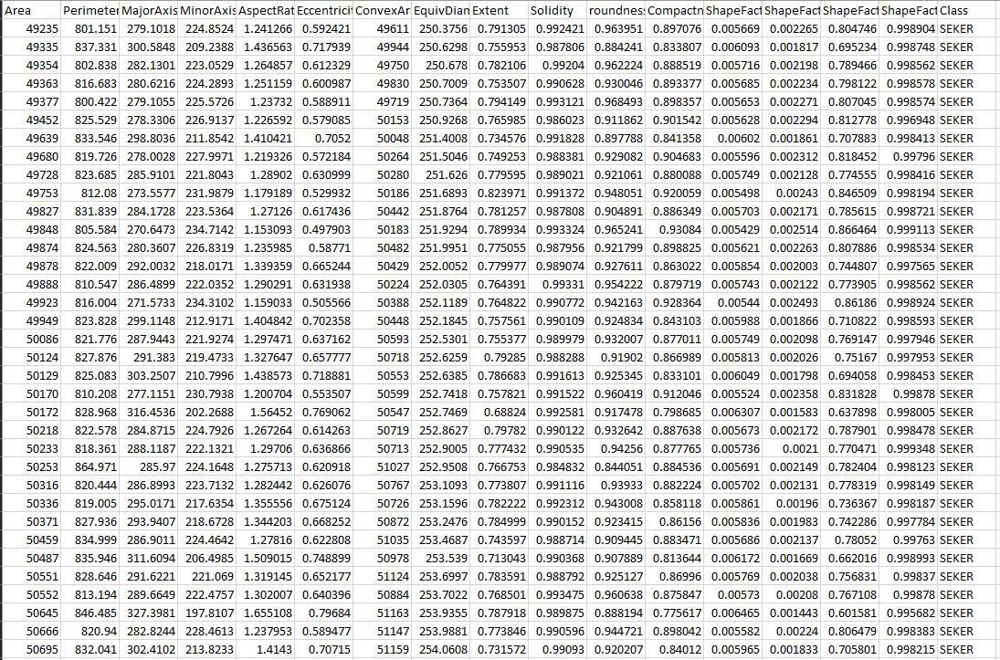 Area Perimeter MajorAxis MinorAxis AspectRat Eccentricit ConvexAr EquivDian Extent Solidity roundness Compactn ShapeFact ShapeFact ShapeFact ShapeFact Class
49235 801.151 279.1018 224.8524 1.241266 0.592421 49611 250.3756 0.791305 0.992421 0.963951 0.897076 0.005669 0.002265 0.804746 0.998904 SEKER
49335 837.331 300.5848 209.2388 1.436563 0.717939 49944 250.6298 0.755953 0.987806 0.884241 0.833807 0.006093 0.001817 0.695234 0.998748 SEKER
49354 802.838 282.1301 223.0529 1.264857 0.612329 49750 250.678 0.782106 0.99204 0.962224 0.888519 0.005716 0.002198 0.789466 0.998562 SEKER
49363 816.683 280.6216 224.2893 1.251159 0.600987 49830 250.7009 0.753507 0.990628 0.930046 0.893377 0.005685 0.002234 0.798122 0.998578 SEKER
49377 800.422 279.1055 225.5726 1.23732 0.588911 49719 250.7364 0.794149 0.993121 0.968493 0.898357 0.005653 0.002271 0.807045 0.998574 SEKER
49452 825.529 278.3306 226.9137 1.226592 0.579085 50153 250.9268 0.765985 0.986023 0.911862 0.901542 0.005628 0.002294 0.812778 0.996948 SEKER
49639 833.546 298.8036 211.8542 1.410421 0.7052 50048 251.4008 0.734576 0.991828 0.897788 0.841358 0.00602 0.001861 0.707883 0.998413 SEKER
49680 819.726 278.0028 227.9971 1.219326 0.572184 50264 251.5046 0.749253 0.988381 0.929082 0.904683 0.005596 0.002312 0.818452 0.99796 SEKER
49728 823.685 285.9101 221.8043 1.28902 0.630999 50280 251.626 0.779595 0.989021 0.921061 0.880088 0.005749 0.002128 0.774555 0.998416 SEKER
49753 812.08 273.5577 231.9879 1.179189 0.529932 50186 251.6893 0.823971 0.991372 0.948051 0.920059 0.005498 0.00243 0.846509 0.998194 SEKER
49827 831.839 284.1728 223.5364 1.27126 0.617436 50442 251.8764 0.781257 0.987808 0.904891 0.886349 0.005703 0.002171 0.785615 0.998721 SEKER
49848 805.584 270.6473 234.7142 1.153093 0.497903 50183 251.9294 0.789934 0.993324 0.965241 0.93084 0.005429 0.002514 0.866464 0.999113 SEKER
49874 824.563 280.3607 226.8319 1.235985 0.58771 50482 251.9951 0.775055 0.987956 0.921799 0.898825 0.005621 0.002263 0.807886 0.998534 SEKER
49878 822.009 292.0032 218.0171 1.339359 0.665244 50429 252.0052 0.779977 0.989074 0.927611 0.863022 0.005854 0.002003 0.744807 0.997565 SEKER
49888 810.547 286.4899 222.0352 1.290291 0.631938 50224 252.0305 0.764391 0.99331 0.954222 0.879719 0.005743 0.002122 0.773905 0.998562 SEKER
49923 816.004 271.5733 234.3102 1.159033 0.505566 50388 252.1189 0.764822 0.990772 0.942163 0.928364 0.00544 0.002493 0.86186 0.998924 SEKER
49949 823.828 299.1148 212.9171 1.404842 0.702358 50448 252.1845 0.757561 0.990109 0.924834 0.843103 0.005988 0.001866 0.710822 0.998593 SEKER
50086 821.776 287.9443 221.9274 1.297471 0.637162 50593 252.5301 0.755377 0.989979 0.932007 0.877011 0.005749 0.002098 0.769147 0.997946 SEKER
50124 827.876 291.383 219.4733 1.327647 0.657777 50718 252.6259 0.79285 0.988288 0.91902 0.866989 0.005813 0.002026 0.75167 0.997953 SEKER
50129 825.083 303.2507 210.7996 1.438573 0.718881 50553 252.6385 0.786683 0.991613 0.925345 0.833101 0.006049 0.001798 0.694058 0.998453 SEKER
50170 810.208 277.1151 230.7938 1.200704 0.553507 50599 252.7418 0.757821 0.991522 0.960419 0.912046 0.005524 0.002358 0.831828 0.99878 SEKER
50172 828.968 316.4536 202.2688 1.56452 0.769062 50547 252.7469 0.68824 0.992581 0.917478 0.798685 0.006307 0.001583 0.637898 0.998005 SEKER
50218 822.578 284.8715 224.7926 1.267264 0.614263 50719 252.8627 0.79782 0.990122 0.932642 0.887638 0.005673 0.002172 0.787901 0.998478 SEKER
50233 818.361 288.1187 222.1321 1.29706 0.636866 50713 252.9005 0.777432 0.990535 0.94256 0.877765 0.005736 0.0021 0.770471 0.999348 SEKER
50253 864.971 285.97 224.1648 1.275713 0.620918 51027 252.9508 0.766753 0.984832 0.844051 0.884536 0.005691 0.002149 0.782404 0.998123 SEKER
50316 820.444 286.8993 223.7132 1.282442 0.626076 50767 253.1093 0.773807 0.991116 0.93933 0.882224 0.005702 0.002131 0.778319 0.998149 SEKER
50336 819.005 295.0171 217.6354 1.355556 0.675124 50726 253.1596 0.782222 0.992312 0.943008 0.858118 0.005861 0.00196 0.736367 0.998187 SEKER
50371 827.936 293.9407 218.6728 1.344203 0.668252 50872 253.2476 0.784999 0.990152 0.923415 0.86156 0.005836 0.001983 0.742286 0.997784 SEKER
50459 834.999 286.9011 224.4642 1.27816 0.622808 51035 253.4687 0.743597 0.988714 0.909445 0.883471 0.005686 0.002137 0.78052 0.99763 SEKER
50487 835.946 311.6094 206.4985 1.509015 0.748899 50978 253.539 0.713043 0.990368 0.907889 0.813644 0.006172 0.001669 0.662016 0.998993 SEKER
50551 828.646 291.6221 221.069 1.319145 0.652177 51124 253.6997 0.783591 0.988792 0.925127 0.86996 0.005769 0.002038 0.756831 0.99837 SEKER
50552 813.194 289.6649 222.4757 1.302007 0.640396 50884 253.7022 0.768501 0.993475 0.960638 0.875847 0.00573 0.00208 0.767108 0.99878 SEKER
50645 846.485 327.3981 197.8107 1.655108 0.79684 51163 253.9355 0.787918 0.989875 0.888194 0.775617 0.006465 0.001443 0.601581 0.995682 SEKER
50666 820.94 282.8244 228.4613 1.237953 0.589477 51147 253.9881 0.773846 0.990596 0.944721 0.898042 0.005582 0.00224 0.806479 0.998383 SEKER
50695 832.041 302.4102 213.8233 1.4143 0.70715 51159 254.0608 0.731572 0.99093 0.920207 0.84012 0.005965 0.001833 0.705801 0.998215 SEKER